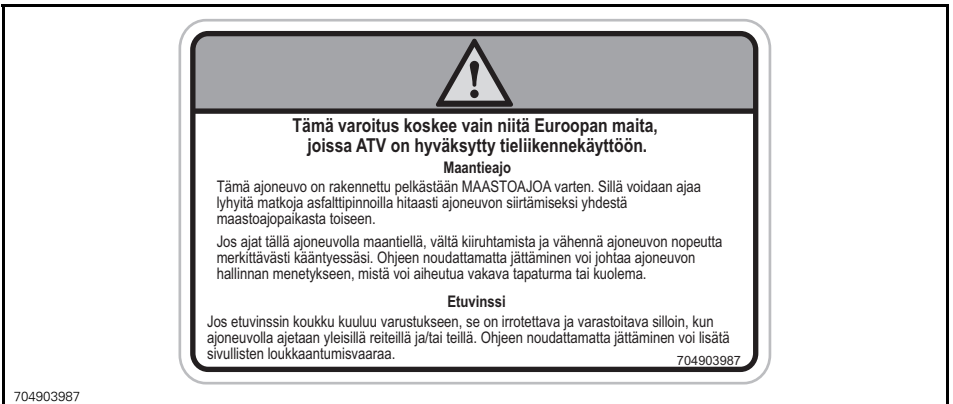 Tämä varoitus koskee vain niitä Euroopan maita,
joissa ATV on hyväksytty tieliikennekäyttöön.
Maantieajo
Tämä ajoneuvo on rakennettu pelkästään MAASTOAJOA varten. Sillä voidaan ajaa
lyhyitä matkoja asfalttipinnoilla hitaasti ajoneuvon siirtämiseksi yhdestä
maastoajopaikasta toiseen.
Jos ajat tällä ajoneuvolla maantiellä, vältä kiiruhtamista ja vähennä ajoneuvon nopeutta
merkittävästi kääntyessäsi. Ohjeen noudattamatta jättäminen voi johtaa ajoneuvon
hallinnan menetykseen, mistä voi aiheutua vakava tapaturma tai kuolema.
Etuvinssi
Jos etuvinssin koukku kuuluu varustukseen, se on irrotettava ja varastoitava silloin, kun
ajoneuvolla ajetaan yleisillä reiteillä ja/tai teillä. Ohjeen noudattamatta jättäminen voi lisätä
sivullisten loukkaantumisvaaraa.
704903987
704903987